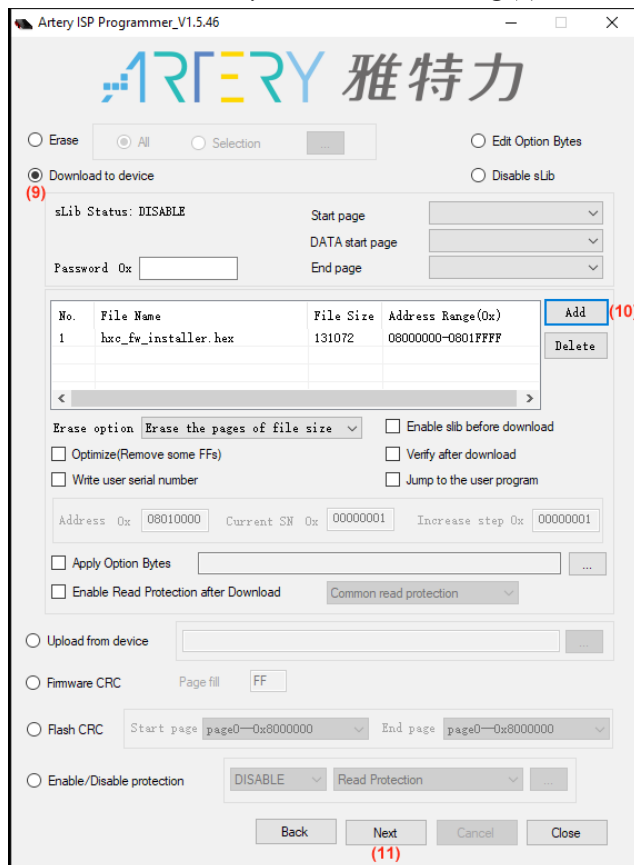 Artery ISP Programmer_V1.5.46
ARTERY 雅特力
Erase All Selection ... Edit Option Bytes
Download to device Disable sLib
(9)
sLib Status: DISABLE Start page
DATA start page
Password 0x End page
No. File Name File Size Address Range(0x) Add (10)
1 hxc_fw_installer.hex 131072 08000000-0801FFFF
Delete
Erase option Erase the pages of file size Enable slib before download
Optimize(Remove some FFs) Verify after download
Write user serial number Jump to the user program
Address 0x 08010000 Current SN 0x 00000001 Increase step 0x 00000001
Apply Option Bytes ...
Enable Read Protection after Download Common read protection
Upload from device ...
Firmware CRC Page fill FF
Flash CRC Start page page0—0x8000000 End page page0—0x8000000
Enable/Disable protection DISABLE Read Protection ...
Back Next Cancel Close
(11)